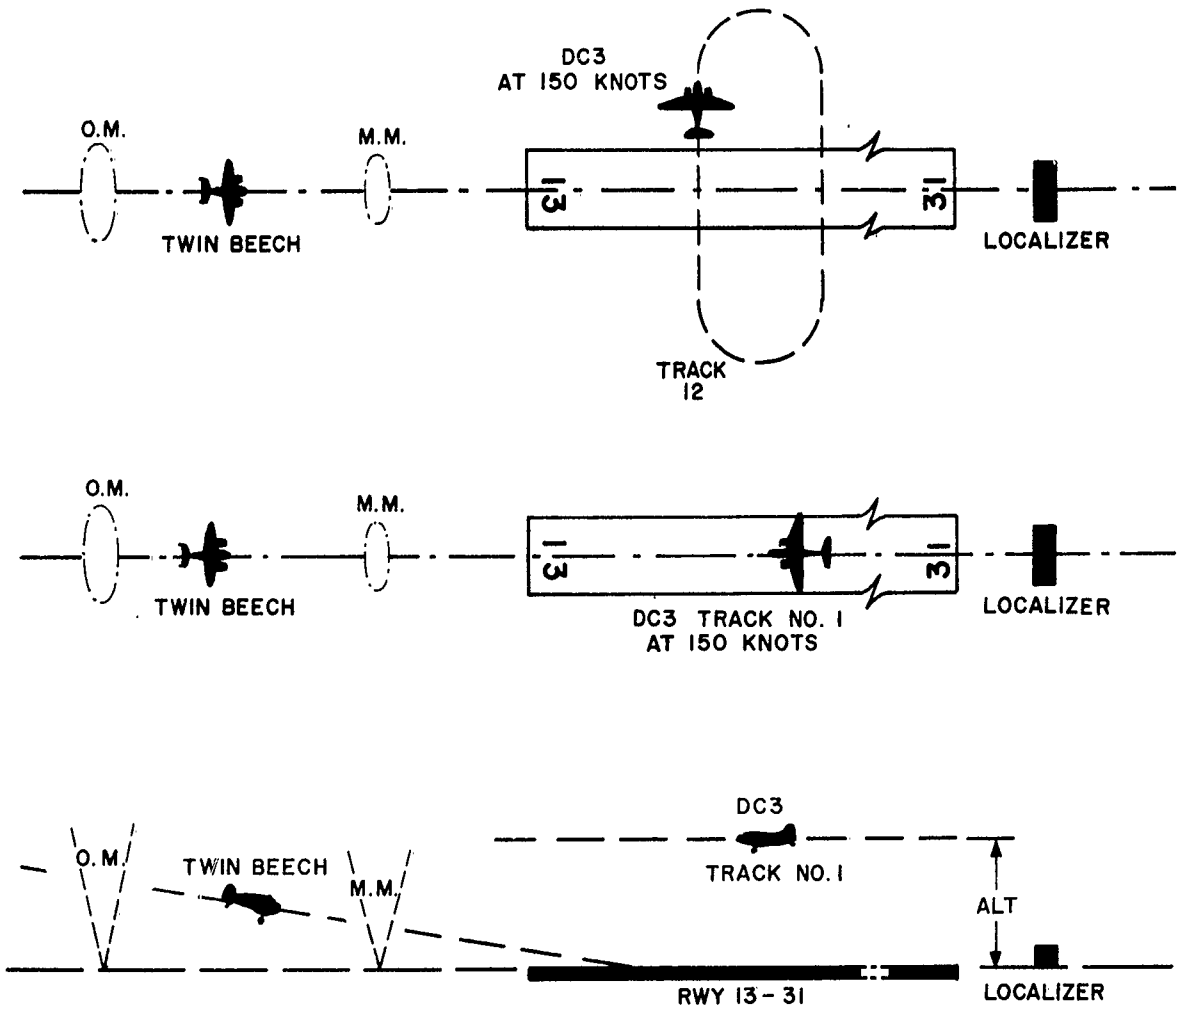 DC3
AT 150 KNOTS
O.M.
M.M.
13
31
TWIN BEECH
LOCALIZER
TRACK
12
O.M.
M.M.
13
31
TWIN BEECH
LOCALIZER
DC3 TRACK NO. 1
AT 150 KNOTS
DC3
O.M.
TWIN BEECH
M.M.
TRACK NO. 1
ALT
RWY 13-31
LOCALIZER